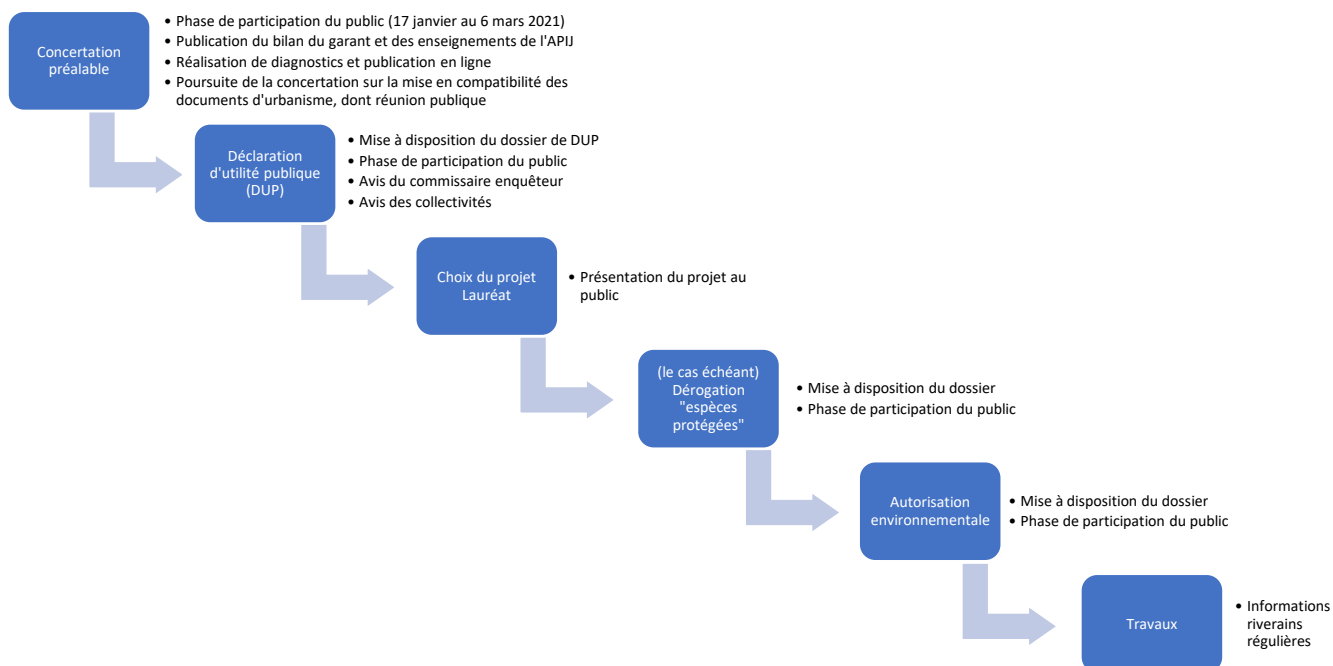 Concertation
préalable
• Phase de participation du public (17 janvier au 6 mars 2021)
• Publication du bilan du garant et des enseignements de l'APIJ
• Réalisation de diagnostics et publication en ligne
• Poursuite de la concertation sur la mise en compatibilité des
documents d'urbanisme, dont réunion publique
Déclaration
d'utilité publique
(DUP)
• Mise à disposition du dossier de DUP
• Phase de participation du public
• Avis du commissaire enquêteur
• Avis des collectivités
Choix du projet
Lauréat
• Présentation du projet au
public
(le cas échéant)
Dérogation
"espèces
protégées"
• Mise à disposition du dossier
• Phase de participation du public
Autorisation
environnementale
• Mise à disposition du dossier
• Phase de participation du public
Travaux
• Informations
riverains
régulières